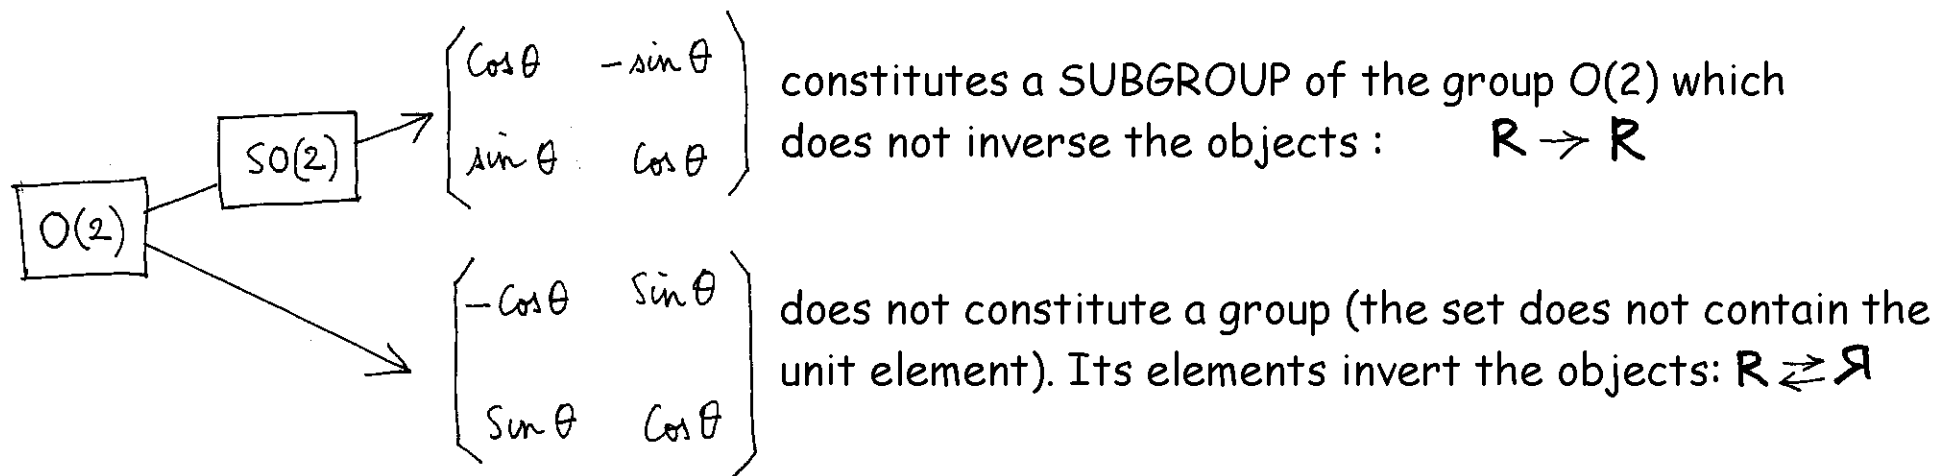 cos θ -sin θ
constitutes a SUBGROUP of the group O(2) which
SO(2)
sin θ cos θ
does not inverse the objects : R → R
O(2)
-cos θ sin θ
does not constitute a group (the set does not contain the
unit element). Its elements invert the objects: R ⇄ Я
sin θ cos θ